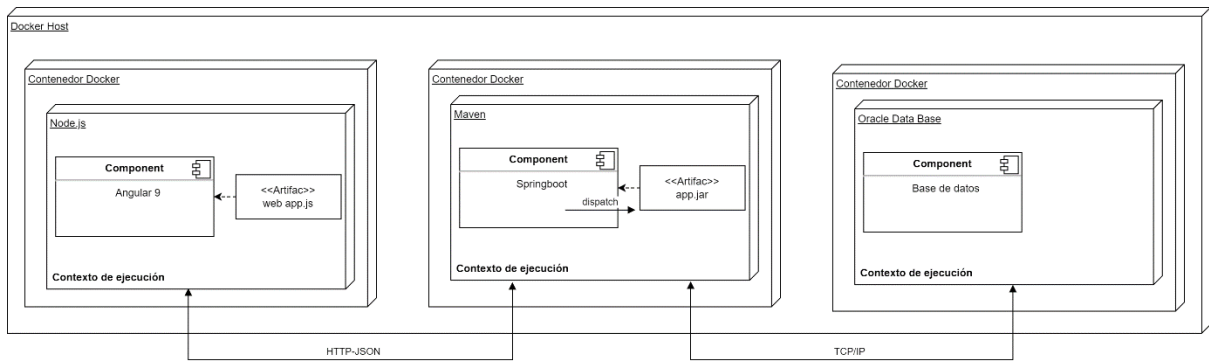 Docker Host
Contenedor Docker
Node.js
Component
Angular 9
<<Artifac>>
web app.js
Contexto de ejecución
Contenedor Docker
Maven
Component
Springboot
dispatch
<<Artifac>>
app.jar
Contexto de ejecución
Contenedor Docker
Oracle Data Base
Component
Base de datos
Contexto de ejecución
HTTP-JSON
TCP/IP